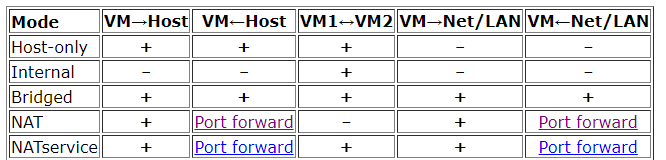 Mode VM→Host VM←Host VM1↔VM2 VM→Net/LAN VM←Net/LAN
Host-only + + + – –
Internal – – + – –
Bridged + + + + +
NAT + Port forward – + Port forward
NATservice + Port forward + + Port forward